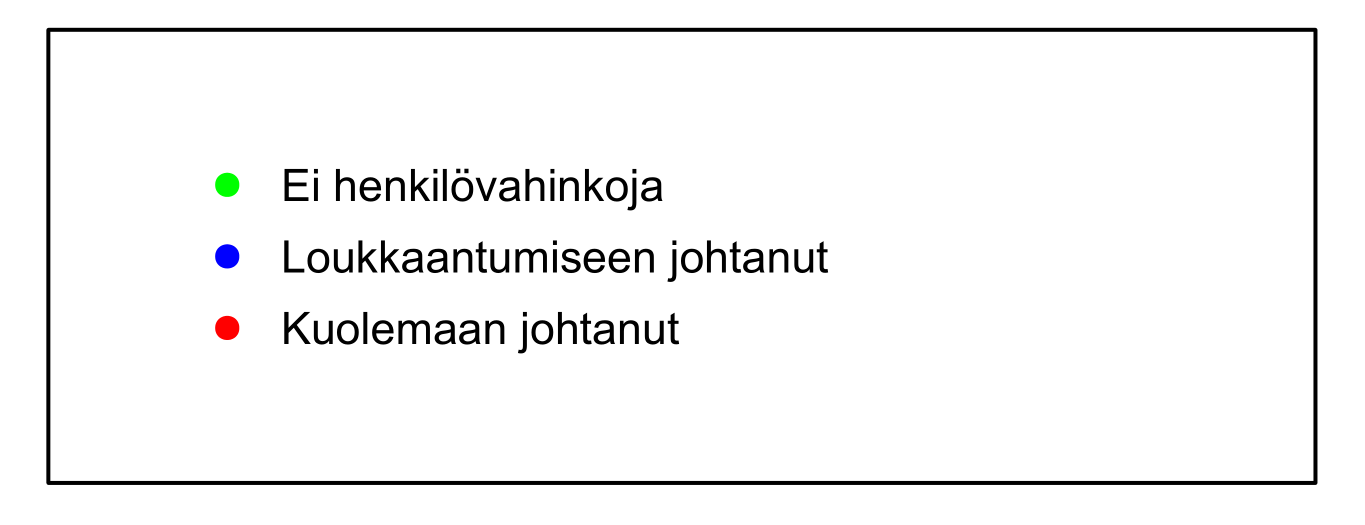 Ei henkilövahinkoja
Loukkaantumiseen johtanut
Kuolemaan johtanut